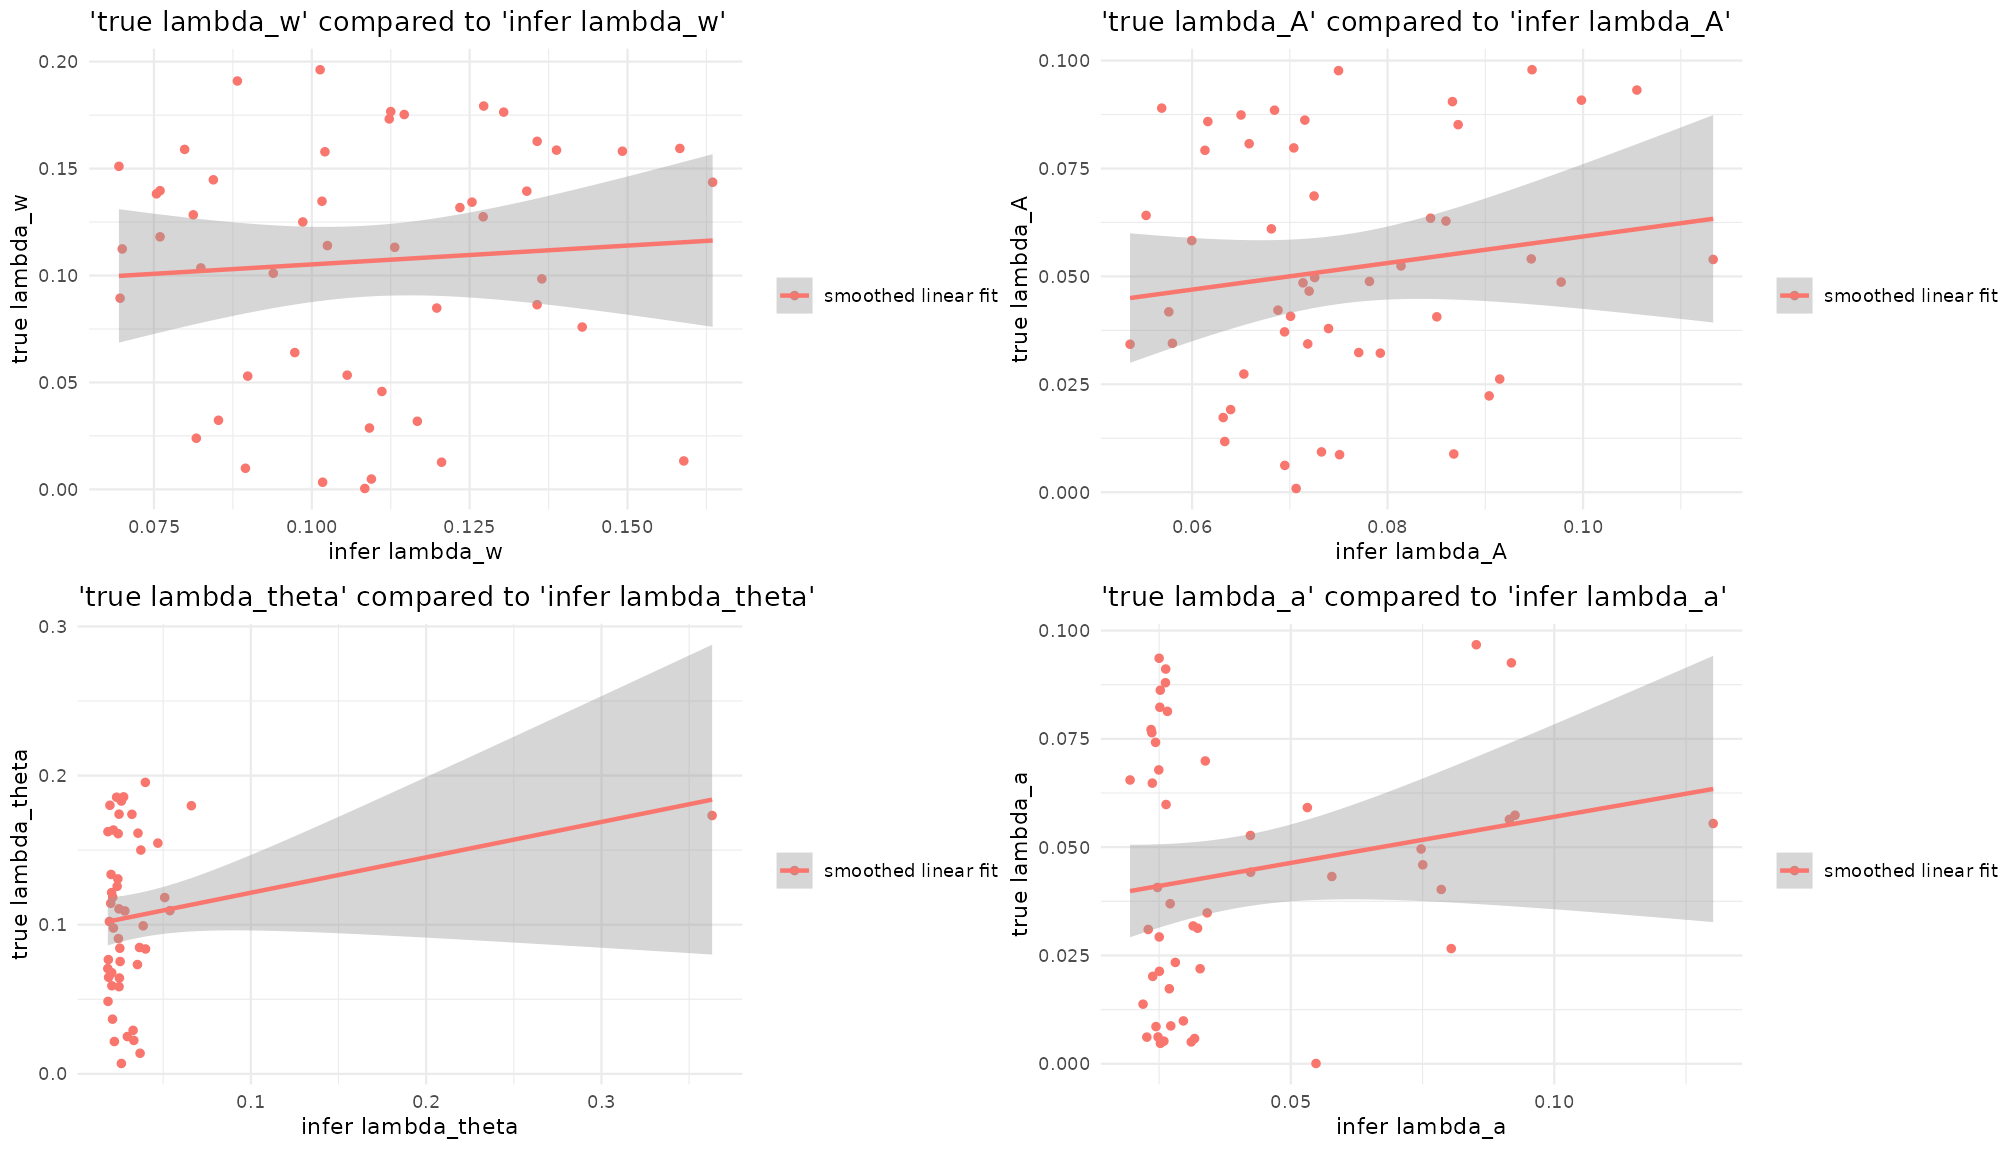 'true lambda_w' compared to 'infer lambda_w'
0.20
0.15
0.10
0.05
0.00
true lambda_w
0.075 0.100 0.125 0.150
infer lambda_w
smoothed linear fit
'true lambda_A' compared to 'infer lambda_A'
0.100
0.075
0.050
0.025
0.000
true lambda_A
0.06 0.08 0.10
infer lambda_A
smoothed linear fit
'true lambda_theta' compared to 'infer lambda_theta'
0.3
0.2
0.1
0.0
true lambda_theta
0.1 0.2 0.3
infer lambda_theta
smoothed linear fit
'true lambda_a' compared to 'infer lambda_a'
0.100
0.075
0.050
0.025
0.000
true lambda_a
0.05 0.10
infer lambda_a
smoothed linear fit